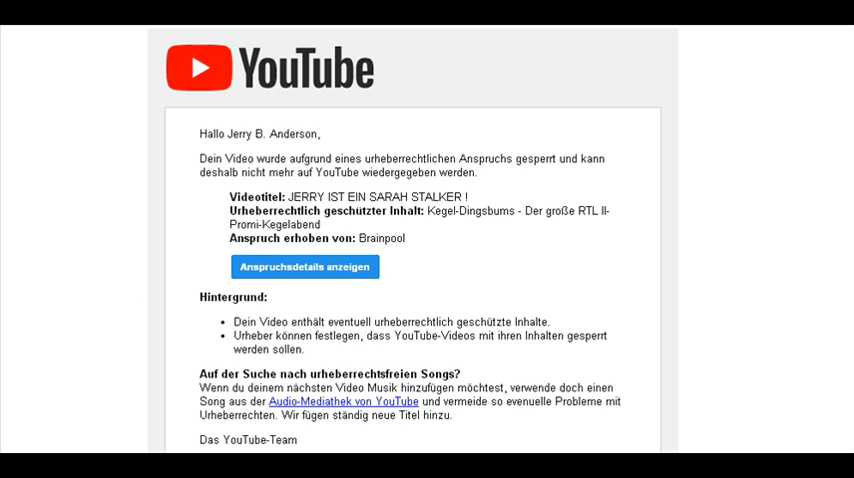 YouTube
Hallo Jerry B. Anderson,
Dein Video wurde aufgrund eines urheberrechtlichen Anspruchs gesperrt und kann
deshalb nicht mehr auf YouTube wiedergegeben werden.
Videotitel: JERRY IST EIN SARAH STALKER !
Urheberrechtlich geschützter Inhalt: Kegel-Dingsbums - Der große RTL II-
Promi-Kegelabend
Anspruch erhoben von: Brainpool
Anspruchsdetails anzeigen
Hintergrund:
• Dein Video enthält eventuell urheberrechtlich geschützte Inhalte.
• Urheber können festlegen, dass YouTube-Videos mit ihren Inhalten gesperrt
werden sollen.
Auf der Suche nach urheberrechtsfreien Songs?
Wenn du deinem nächsten Video Musik hinzufügen möchtest, verwende doch einen
Song aus der Audio-Mediathek von YouTube und vermeide so evenuelle Probleme mit
Urheberrechten. Wir fügen ständig neue Titel hinzu.
Das YouTube-Team